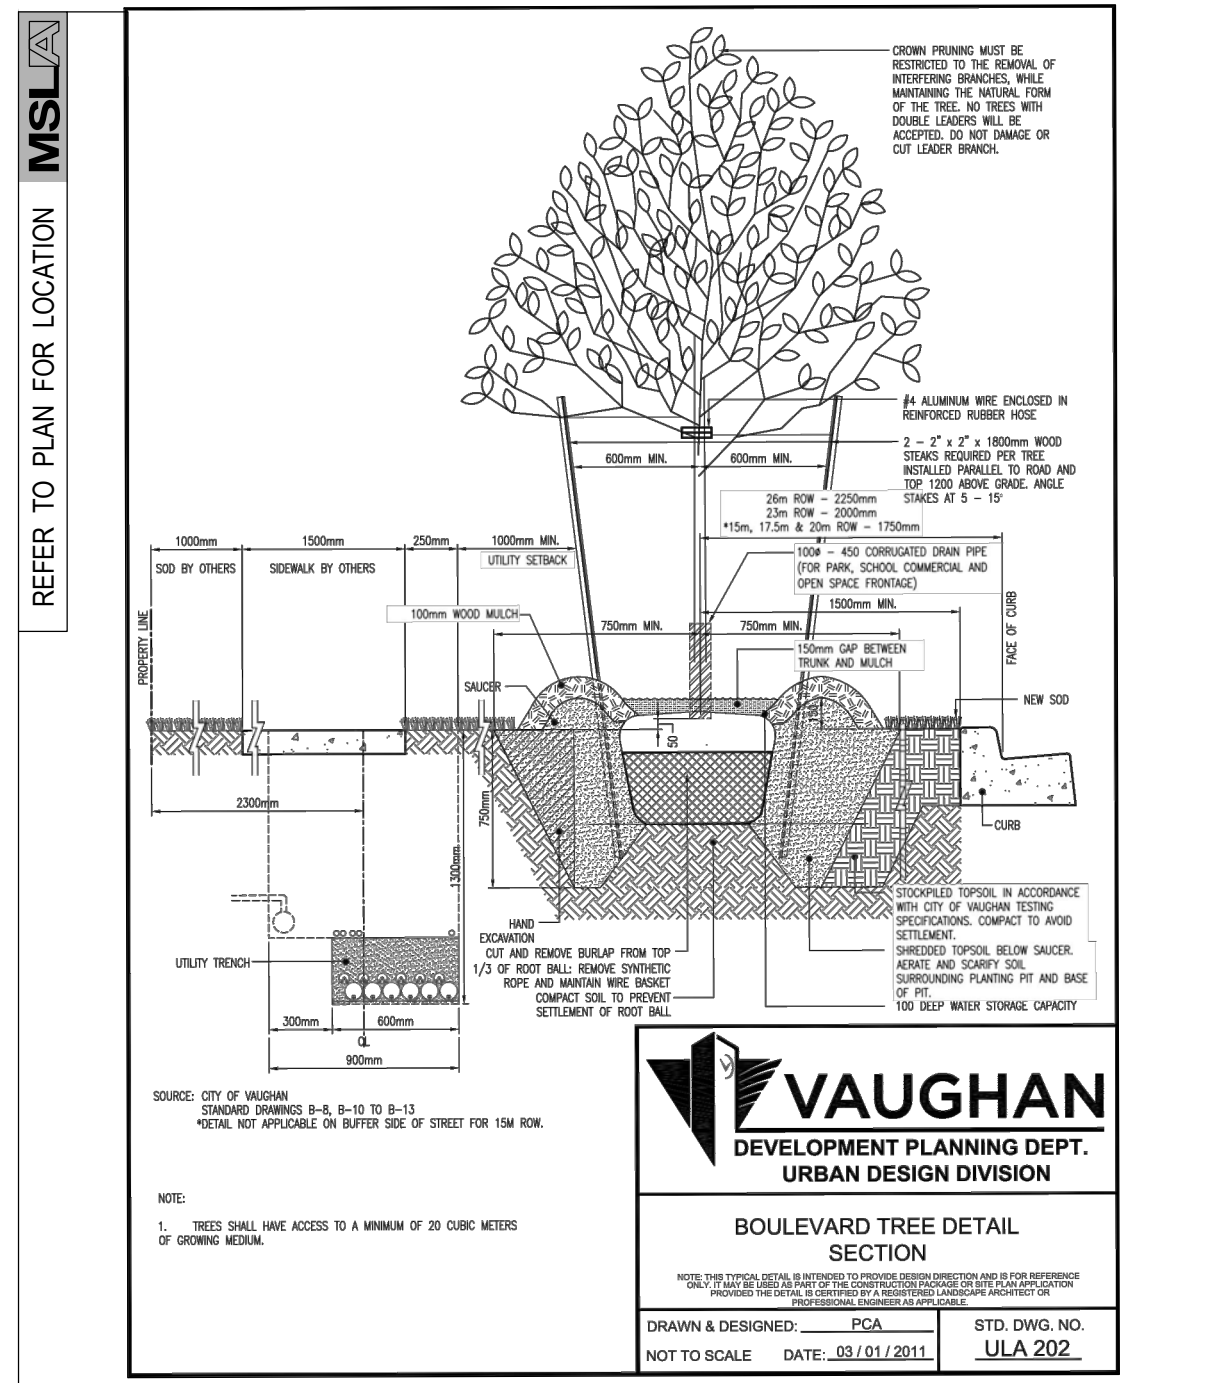 MSLA
REFER TO PLAN FOR LOCATION
CROWN PRUNING MUST BE
RESTRICTED TO THE REMOVAL OF
INTERFERING BRANCHES, WHILE
MAINTAINING THE NATURAL FORM
OF THE TREE. NO TREES WITH
DOUBLE LEADERS WILL BE
ACCEPTED. DO NOT DAMAGE OR
CUT LEADER BRANCH.
#4 ALUMINUM WIRE ENCLOSED IN
REINFORCED RUBBER HOSE
2 - 2" x 2" x 1800mm WOOD
STEAKS REQUIRED PER TREE
INSTALLED PARALLEL TO ROAD AND
TOP 1200 ABOVE GRADE. ANGLE
STAKES AT 5 - 15°
600mm MIN.
600mm MIN.
26m ROW - 2250mm
23m ROW - 2000mm
*15m, 17.5m & 20m ROW - 1750mm
1000mm
1500mm
250mm
1000mm MIN.
SOD BY OTHERS
SIDEWALK BY OTHERS
UTILITY SETBACK
100ø - 450 CORRUGATED DRAIN PIPE
(FOR PARK, SCHOOL COMMERCIAL AND
OPEN SPACE FRONTAGE)
1500mm MIN.
100mm WOOD MULCH
750mm MIN.
750mm MIN.
PROPERTY LINE
FACE OF CURB
150mm GAP BETWEEN
TRUNK AND MULCH
SAUCER
NEW SOD
50
2300mm
750mm
1300mm
CURB
STOCKPILED TOPSOIL IN ACCORDANCE
WITH CITY OF VAUGHAN TESTING
SPECIFICATIONS. COMPACT TO AVOID
SETTLEMENT.
HAND
EXCAVATION
CUT AND REMOVE BURLAP FROM TOP
1/3 OF ROOT BALL: REMOVE SYNTHETIC
ROPE AND MAINTAIN WIRE BASKET
COMPACT SOIL TO PREVENT
SETTLEMENT OF ROOT BALL
SHREDDED TOPSOIL BELOW SAUCER.
AERATE AND SCARIFY SOIL
SURROUNDING PLANTING PIT AND BASE
OF PIT.
100 DEEP WATER STORAGE CAPACITY
UTILITY TRENCH
300mm
600mm
CL
900mm
SOURCE: CITY OF VAUGHAN
STANDARD DRAWINGS B-8, B-10 TO B-13
*DETAIL NOT APPLICABLE ON BUFFER SIDE OF STREET FOR 15M ROW.
NOTE:
1. TREES SHALL HAVE ACCESS TO A MINIMUM OF 20 CUBIC METERS
OF GROWING MEDIUM.
VAUGHAN
DEVELOPMENT PLANNING DEPT.
URBAN DESIGN DIVISION
BOULEVARD TREE DETAIL
SECTION
NOTE: THIS TYPICAL DETAIL IS INTENDED TO PROVIDE DESIGN DIRECTION AND IS FOR REFERENCE
ONLY. IT MAY BE USED AS PART OF THE CONSTRUCTION PACKAGE OR SITE PLAN APPLICATION
PROVIDED THE DETAIL IS CERTIFIED BY A REGISTERED LANDSCAPE ARCHITECT OR
PROFESSIONAL ENGINEER AS APPLICABLE.
DRAWN & DESIGNED: PCA
STD. DWG. NO.
NOT TO SCALE DATE: 03 / 01 / 2011
ULA 202